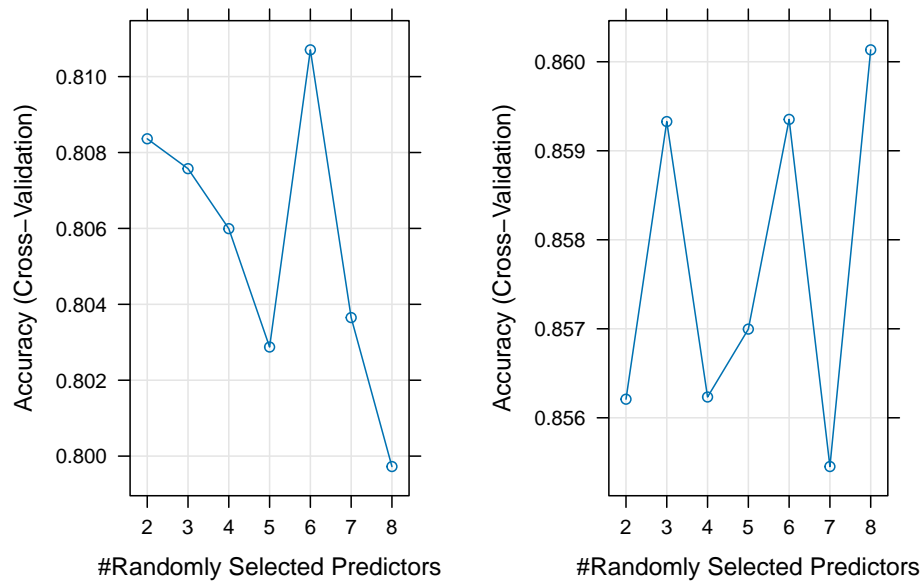 Accuracy (Cross−Validation)
0.810
0.808
0.806
0.804
0.802
0.800
2 3 4 5 6 7 8
#Randomly Selected Predictors
Accuracy (Cross−Validation)
0.860
0.859
0.858
0.857
0.856
2 3 4 5 6 7 8
#Randomly Selected Predictors